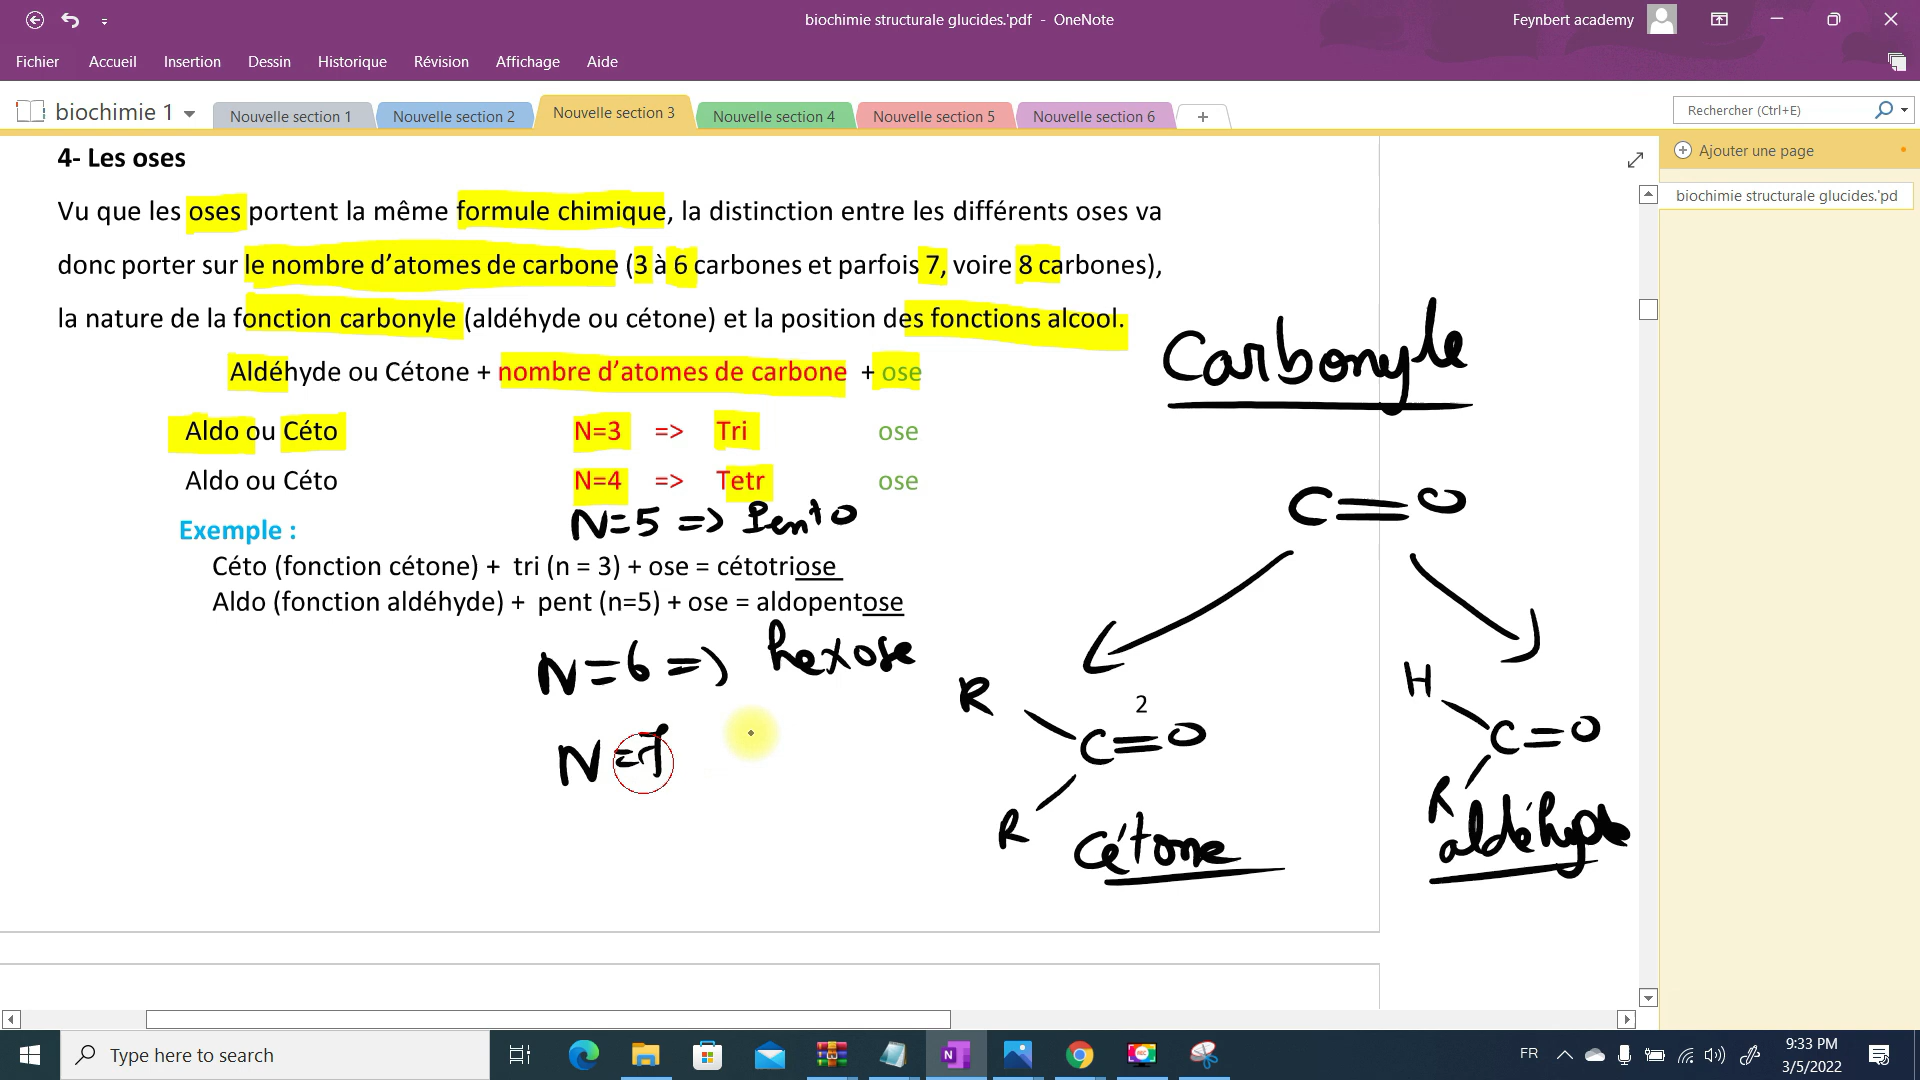 biochimie structurale glucides.'pdf - OneNote
Feynbert academy
Fichier Accueil Insertion Dessin Historique Révision Affichage Aide
biochimie 1
Nouvelle section 1 Nouvelle section 2 Nouvelle section 3 Nouvelle section 4 Nouvelle section 5 Nouvelle section 6 +
Rechercher (Ctrl+E)
Ajouter une page
biochimie structurale glucides.'pd
4- Les oses
Vu que les oses portent la même formule chimique, la distinction entre les différents oses va
donc porter sur le nombre d'atomes de carbone (3 à 6 carbones et parfois 7, voire 8 carbones),
la nature de la fonction carbonyle (aldéhyde ou cétone) et la position des fonctions alcool.
Aldéhyde ou Cétone + nombre d'atomes de carbone + ose
Aldo ou Céto N=3 => Tri ose
Aldo ou Céto N=4 => Tetr ose
N=5 => Pento
Exemple :
Céto (fonction cétone) + tri (n = 3) + ose = cétotriose
Aldo (fonction aldéhyde) + pent (n=5) + ose = aldopentose
N=6 => hexose
N=7
Carbonyle
C=O
R
C=O
R
2
Cétone
H
C=O
R
aldéhyde
Type here to search
FR
9:33 PM
3/5/2022